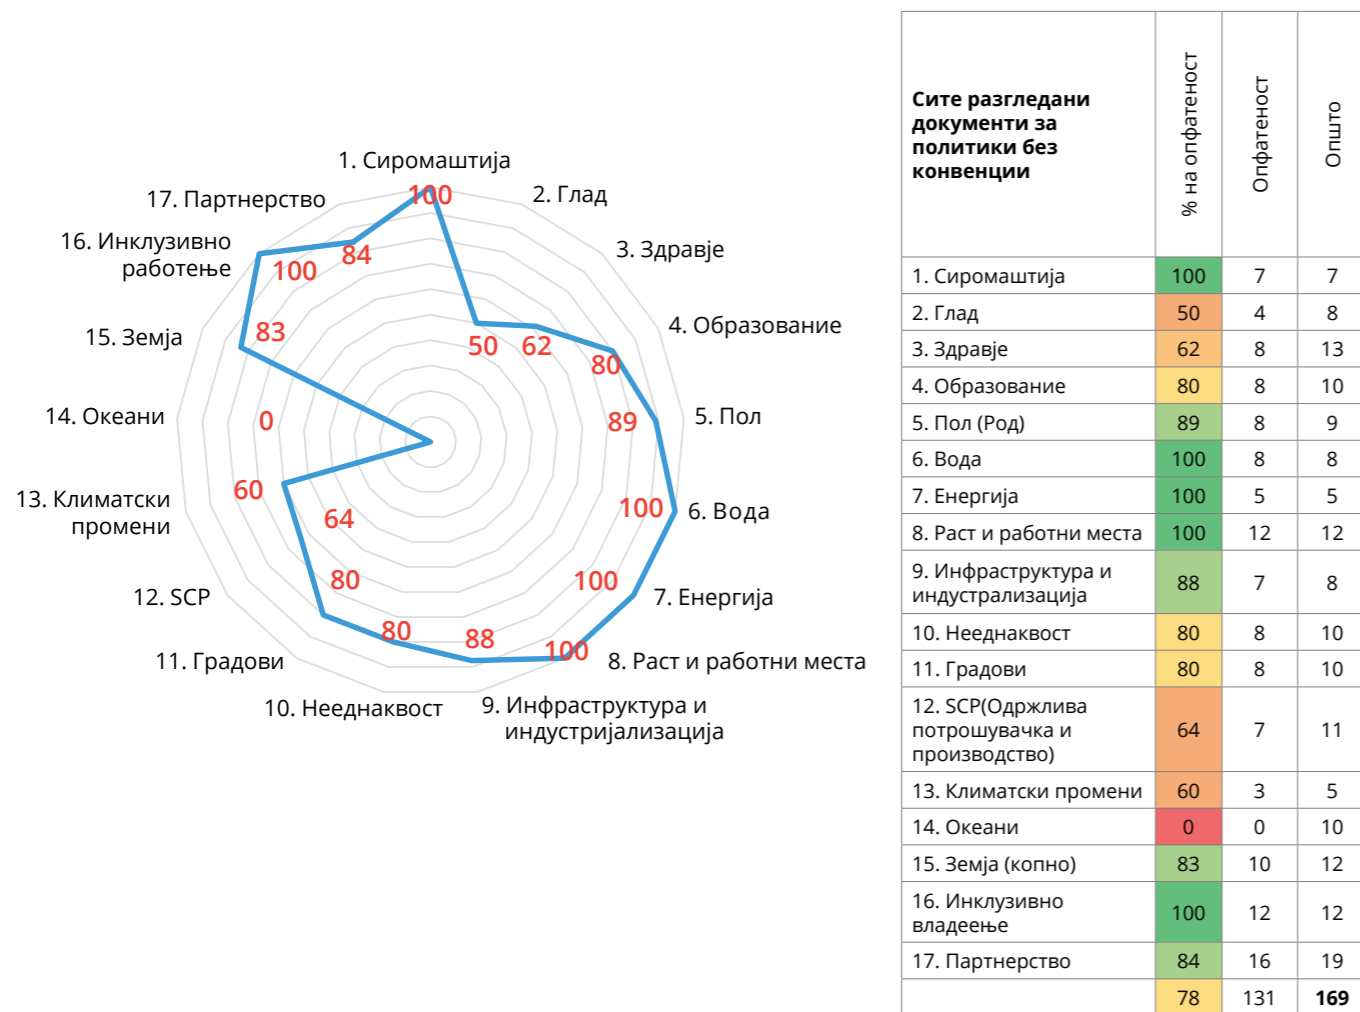 1. Сиромаштија
2. Глад
3. Здравје
4. Образование
5. Пол
6. Вода
7. Енергија
8. Раст и работни места
9. Инфраструктура и
индустријализација
10. Нееднаквост
11. Градови
12. SCP
13. Климатски
промени
14. Океани
15. Земја
16. Инклузивно
работење
17. Партнерство
100
50
62
80
89
100
100
100
88
80
80
64
60
0
83
100
84
Сите разгледани
документи за
политики без
конвенции
% на опфатеност
Опфатеност
Општо
1. Сиромаштија 100 7 7
2. Глад 50 4 8
3. Здравје 62 8 13
4. Образование 80 8 10
5. Пол (Род) 89 8 9
6. Вода 100 8 8
7. Енергија 100 5 5
8. Раст и работни места 100 12 12
9. Инфраструктура и
индустрализација 88 7 8
10. Нееднаквост 80 8 10
11. Градови 80 8 10
12. SCP(Одржлива
потрошувачка и
производство) 64 7 11
13. Климатски промени 60 3 5
14. Океани 0 0 10
15. Земја (копно) 83 10 12
16. Инклузивно
владеење 100 12 12
17. Партнерство 84 16 19
78 131 169